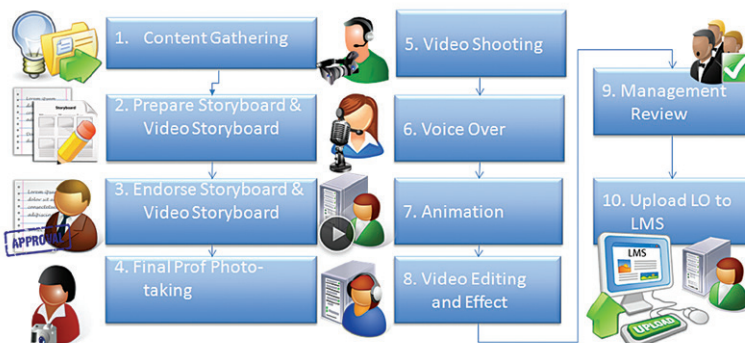 1. Content Gathering
2. Prepare Storyboard &
Video Storyboard
Storyboard
3. Endorse Storyboard &
Video Storyboard
APPROVAL
4. Final Prof Photo-
taking
5. Video Shooting
6. Voice Over
7. Animation
8. Video Editing
and Effect
9. Management
Review
10. Upload LO to
LMS
LMS
UPLOAD